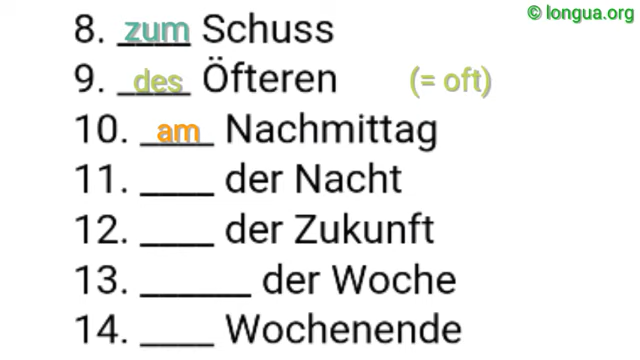 © longua.org
8. zum Schuss
9. des Öfteren (= oft)
10. am Nachmittag
11. ____ der Nacht
12. ____ der Zukunft
13. ______ der Woche
14. ____ Wochenende